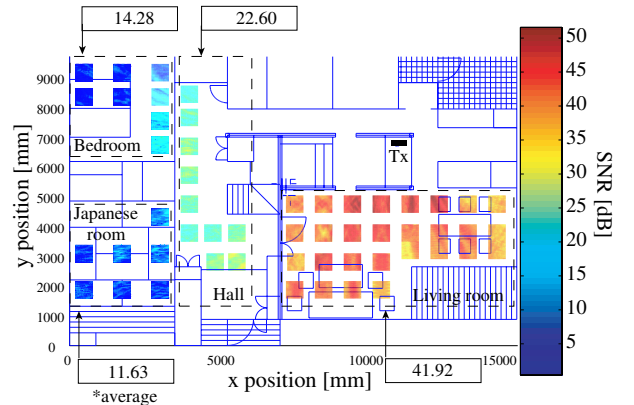 14.28
22.60
9000
8000
7000
6000
5000
4000
3000
2000
1000
0
y position [mm]
Bedroom
Japanese
room
Hall
Tx
Living room
0
5000
10000
15000
x position [mm]
11.63
*average
41.92
50
45
40
35
30
25
20
15
10
5
SNR [dB]